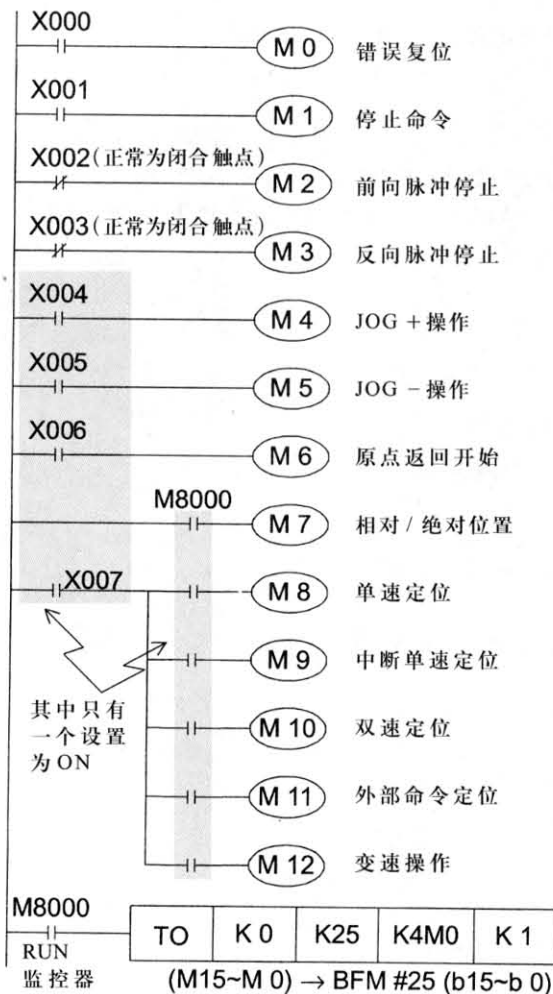 X000
M 0 错误复位
X001
M 1 停止命令
X002(正常为闭合触点)
M 2 前向脉冲停止
X003(正常为闭合触点)
M 3 反向脉冲停止
X004
M 4 JOG + 操作
X005
M 5 JOG - 操作
X006
M 6 原点返回开始
M8000
M 7 相对/绝对位置
X007
M 8 单速定位
M 9 中断单速定位
其中只有
一个设置
为ON
M 10 双速定位
M 11 外部命令定位
M 12 变速操作
M8000
RUN
监控器
TO K 0 K25 K4M0 K 1
(M15~M 0) → BFM #25 (b15~b 0)